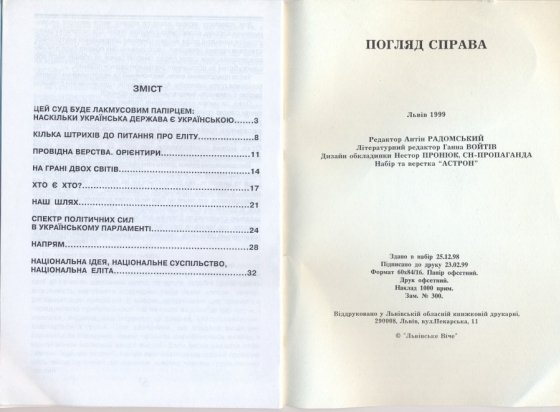 ЗМІСТ
ЦЕЙ СУД БУДЕ ЛАКМУСОВИМ ПАПІРЦЕМ:
НАСКІЛЬКИ УКРАЇНСЬКА ДЕРЖАВА Є УКРАЇНСЬКОЮ.......3
КІЛЬКА ШТРИХІВ ДО ПИТАННЯ ПРО ЕЛІТУ..................8
ПРОВІДНА ВЕРСТВА. ОРІЄНТИРИ..................11
НА ГРАНІ ДВОХ СВІТІВ..................14
ХТО Є ХТО?..................17
НАШ ШЛЯХ..................21
СПЕКТР ПОЛІТИЧНИХ СИЛ
В УКРАЇНСЬКОМУ ПАРЛАМЕНТІ..................24
НАПРЯМ..................28
НАЦІОНАЛЬНА ІДЕЯ, НАЦІОНАЛЬНЕ СУСПІЛЬСТВО,
НАЦІОНАЛЬНА ЕЛІТА..................32
ПОГЛЯД СПРАВА
Львів 1999
Редактор Антін РАДОМСЬКИЙ
Літературний редактор Ганна ВОЙТІВ
Дизайн обкладинки Нестор ПРОНЮК, СН-ПРОПАГАНДА
Набір та верстка "АСТРОН"
Здано в набір 25.12.98
Підписано до друку 23.02.99
Формат 60х84/16. Папір офсетний.
Друк офсетний.
Наклад 1000 прим.
Зам. № 300.
Віддруковано у Львівській обласній книжковій друкарні,
290008, Львів, вул.Пекарська, 11
© "Львівське Віче"